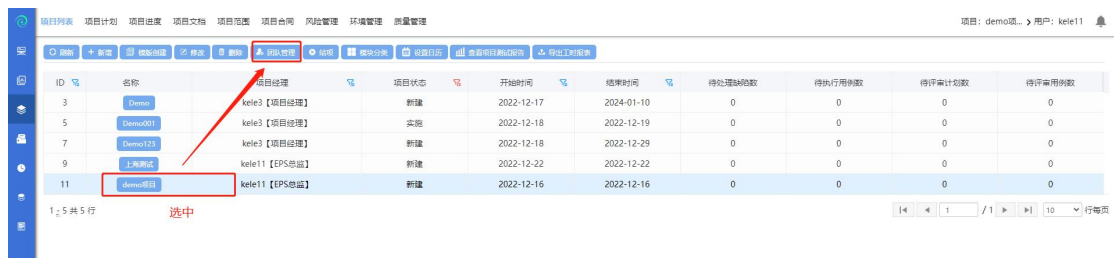 项目列表 项目计划 项目进度 项目文档 项目范围 项目合同 风险管理 环境管理 质量管理 项目：demo项... 用户：kele11
刷新 新增 模板创建 修改 删除 团队管理 结项 模块分类 设置日历 查看项目测试报告 导出工时报表
ID 名称 项目经理 项目状态 开始时间 结束时间 待处理缺陷数 待执行用例数 待评审计划数 待评审用例数
3 Demo kele3【项目经理】 新建 2022-12-17 2024-01-10 0 0 0 0
5 Demo001 kele3【项目经理】 实施 2022-12-18 2022-12-19 0 0 0 0
7 Demo123 kele3【项目经理】 新建 2022-12-18 2022-12-29 0 0 0 0
9 上海测试 kele11【EPS总监】 新建 2022-12-22 2022-12-22 0 0 0 0
11 demo项目 kele11【EPS总监】 新建 2022-12-16 2022-12-16 0 0 0 0
1 - 5 共 5 行 选中 1 / 1 10 行每页